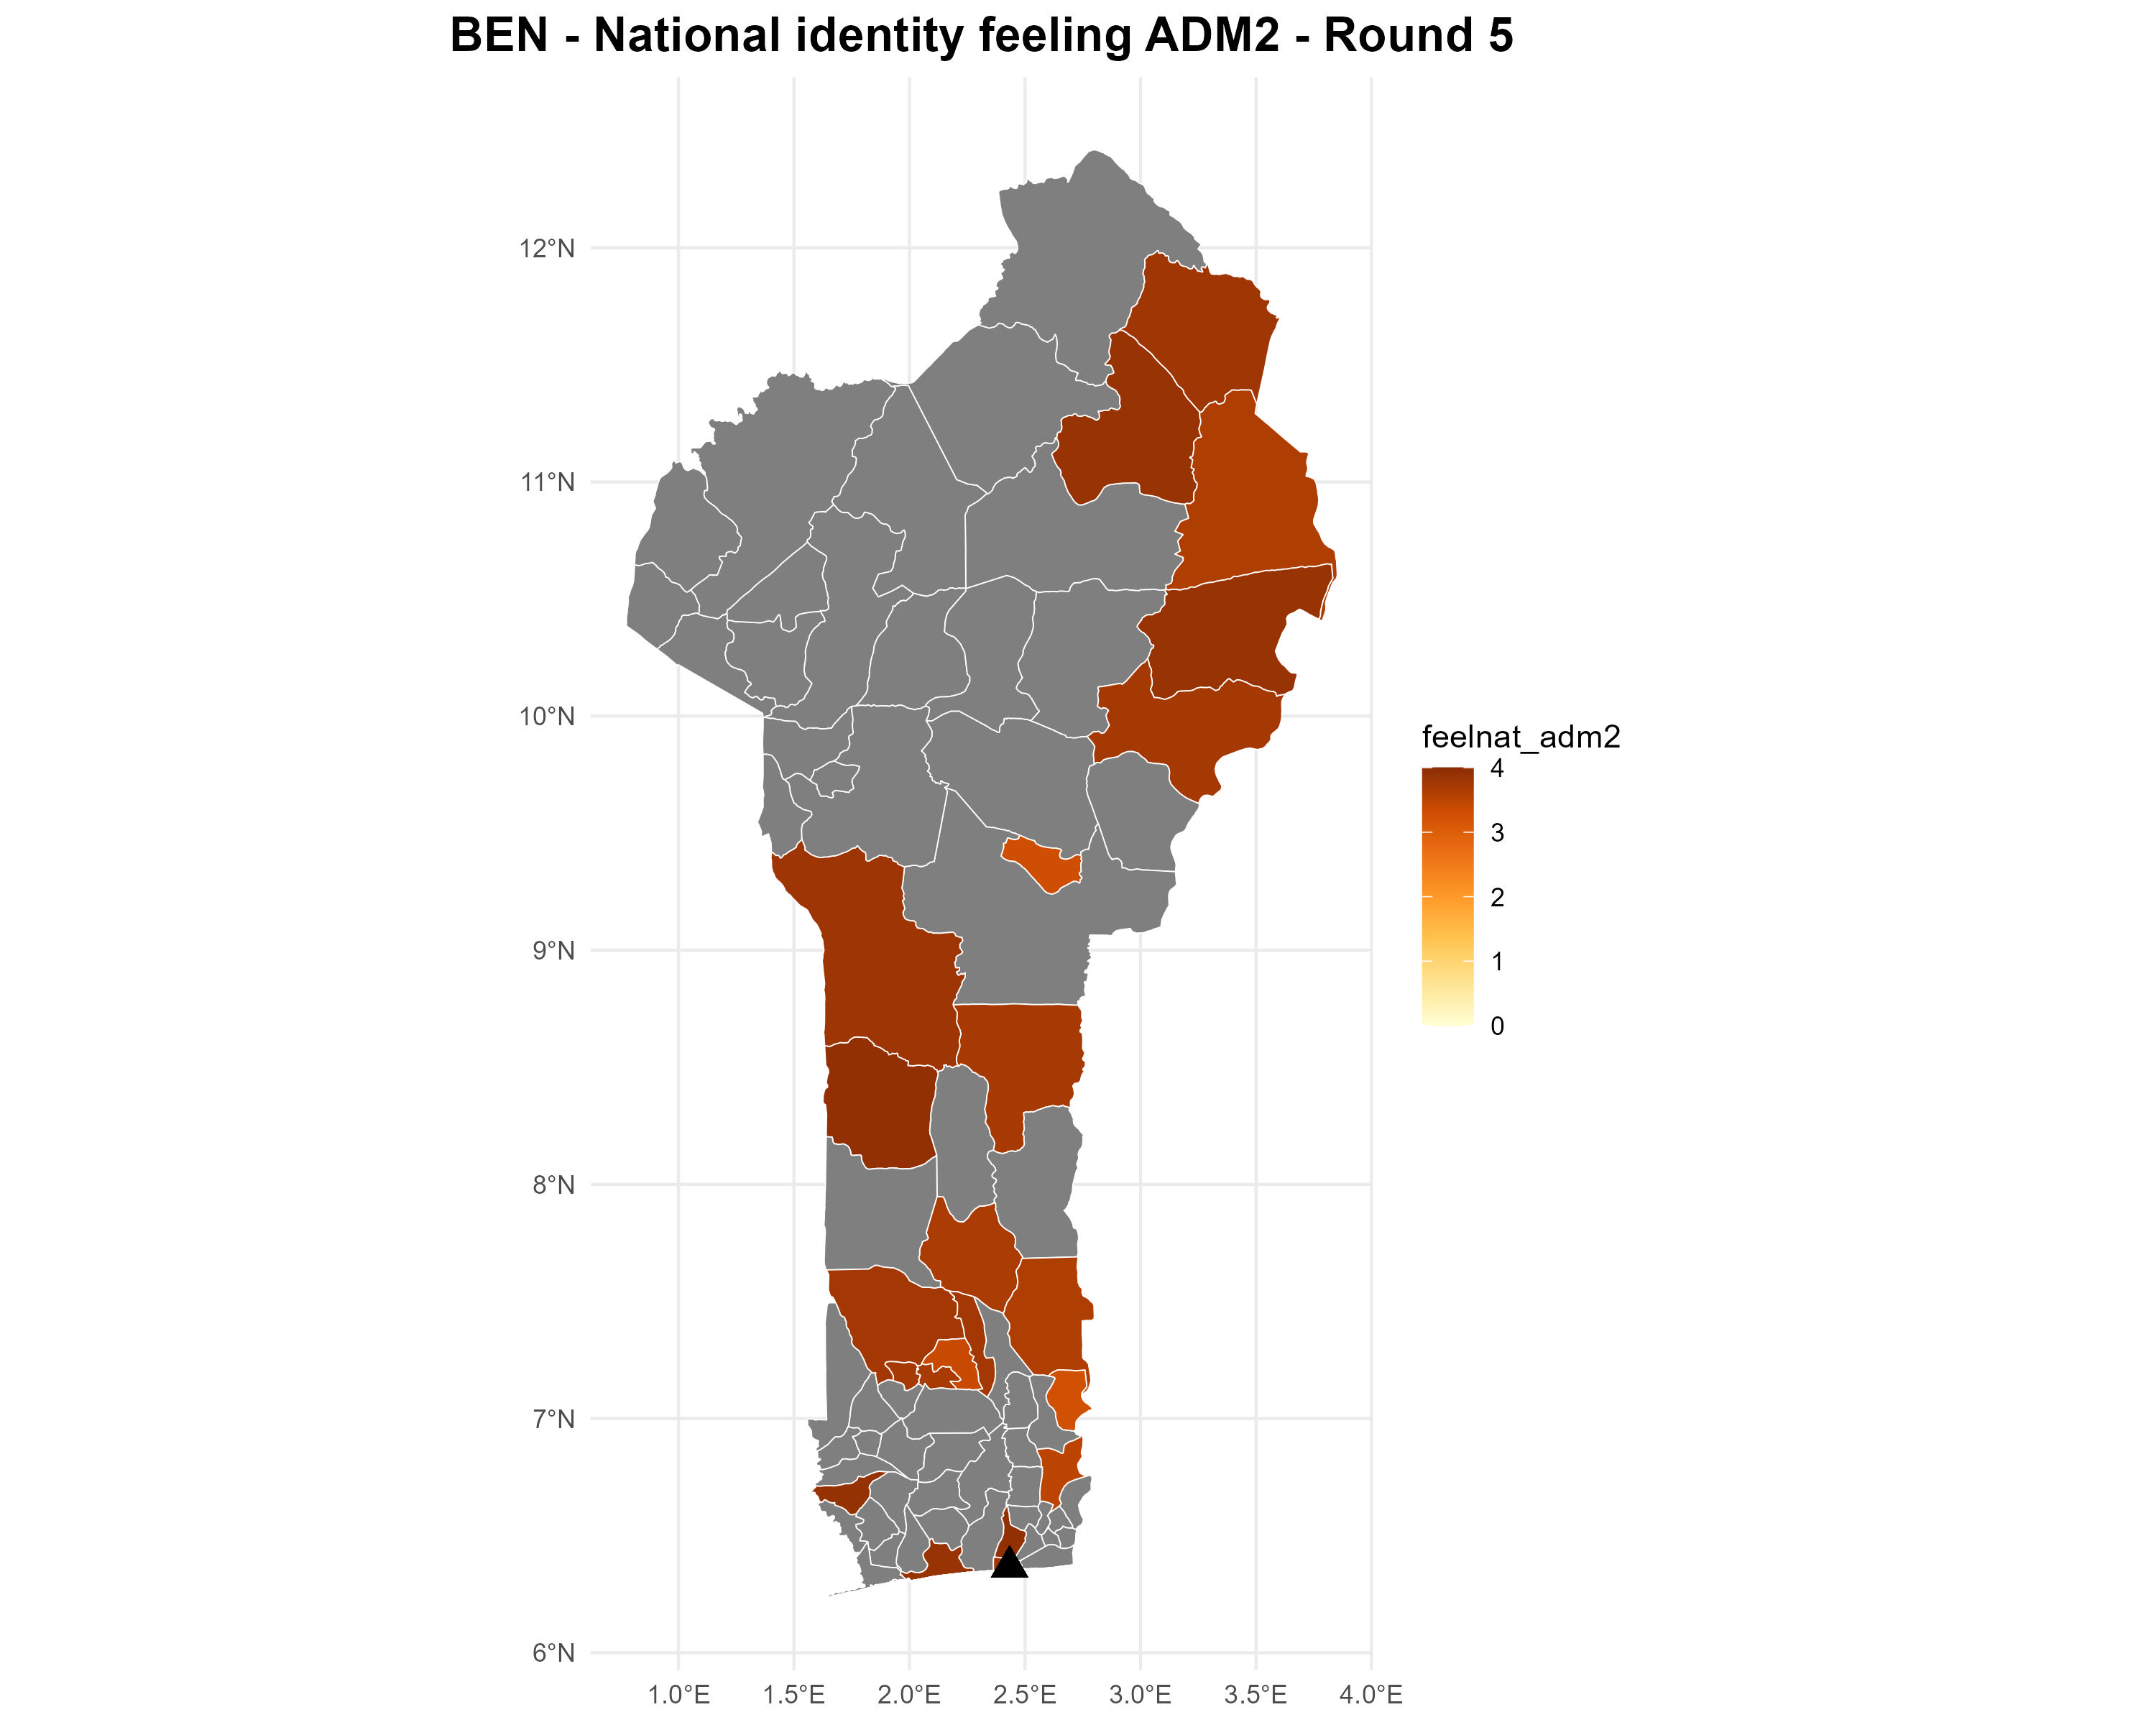 BEN - National identity feeling ADM2 - Round 5
12°N
11°N
10°N
9°N
8°N
7°N
6°N
1.0°E 1.5°E 2.0°E 2.5°E 3.0°E 3.5°E 4.0°E
feelnat_adm2
4
3
2
1
0